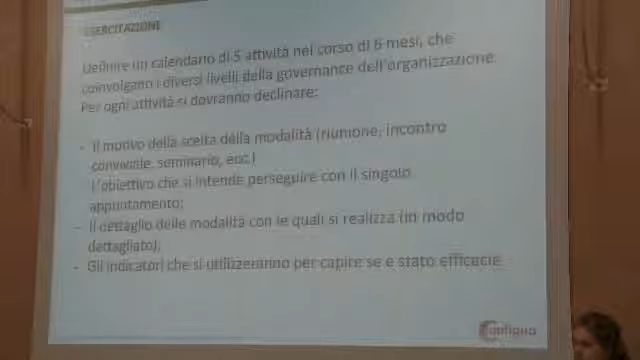 ESERCITAZIONE
Definire un calendario di 5 attività nel corso di 6 mesi, che
coinvolgano i diversi livelli della governance dell'organizzazione.
Per ogni attività si dovranno declinare:
- Il motivo della scelta della modalità (riunione, incontro
conviviale, seminario, ecc.)
L'obiettivo che si intende perseguire con il singolo
appuntamento;
- Il dettaglio delle modalità con le quali si realizza (in modo
dettagliato);
- Gli indicatori che si utilizzeranno per capire se è stato efficacie